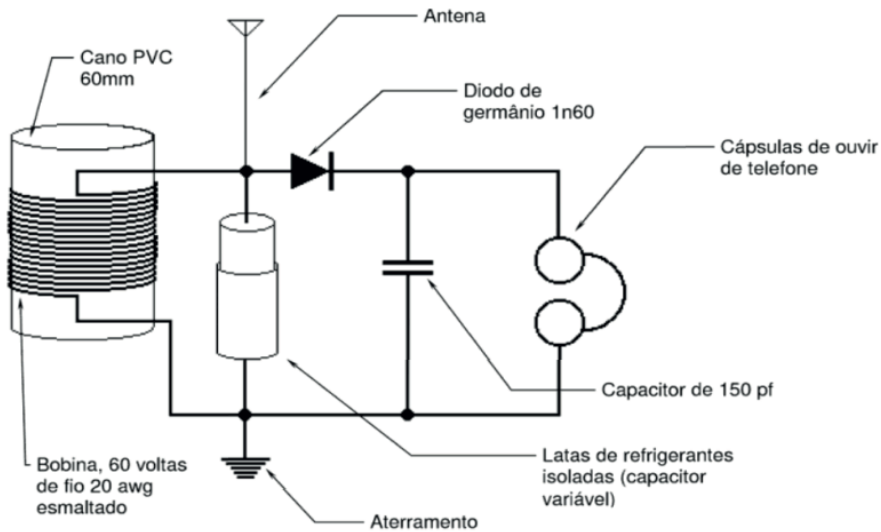 Antena
Cano PVC
60mm
Diodo de
germânio 1n60
Cápsulas de ouvir
de telefone
Capacitor de 150 pf
Latas de refrigerantes
isoladas (capacitor
variável)
Bobina, 60 voltas
de fio 20 awg
esmaltado
Aterramento